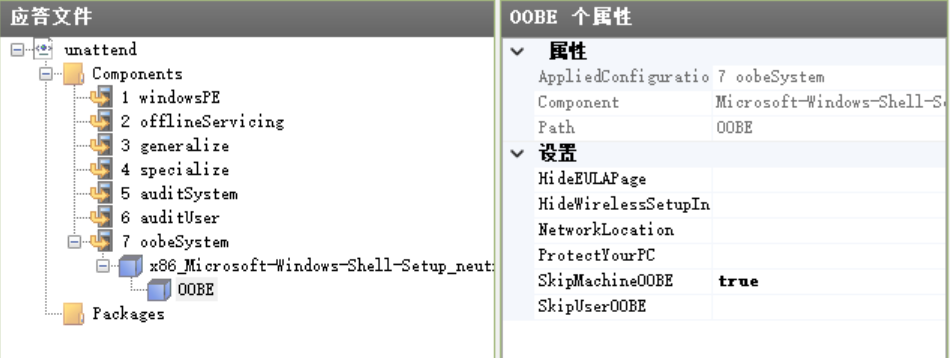 应答文件
unattend
Components
1 windowsPE
2 offlineServicing
3 generalize
4 specialize
5 auditSystem
6 auditUser
7 oobeSystem
x86_Microsoft-Windows-Shell-Setup_neut
OOBE
Packages
OOBE 个属性
属性
AppliedConfiguratio 7 oobeSystem
Component Microsoft-Windows-Shell-S
Path OOBE
设置
HideEULAPage
HideWirelessSetupIn
NetworkLocation
ProtectYourPC
SkipMachineOOBE true
SkipUserOOBE